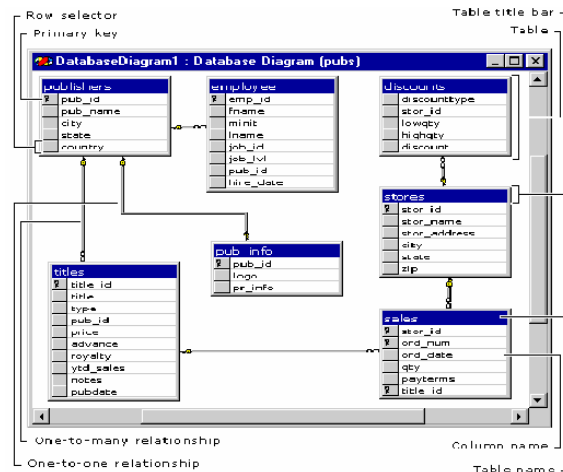 Row selector
Primary key
Table title bar
Table
DatabaseDiagram1 : Database Diagram (pubs)
publishers
pub_id
pub_name
city
state
country
employee
emp_id
fname
minit
lname
job_id
job_lvl
pub_id
hire_date
discounts
discounttype
stor_id
lowqty
highqty
discount
stores
stor_id
stor_name
stor_address
city
state
zip
pub_info
pub_id
logo
pr_info
titles
title_id
title
type
pub_id
price
advance
royalty
ytd_sales
notes
pubdate
sales
stor_id
ord_num
ord_date
qty
payterms
title_id
One-to-many relationship
One-to-one relationship
Column name
Table name